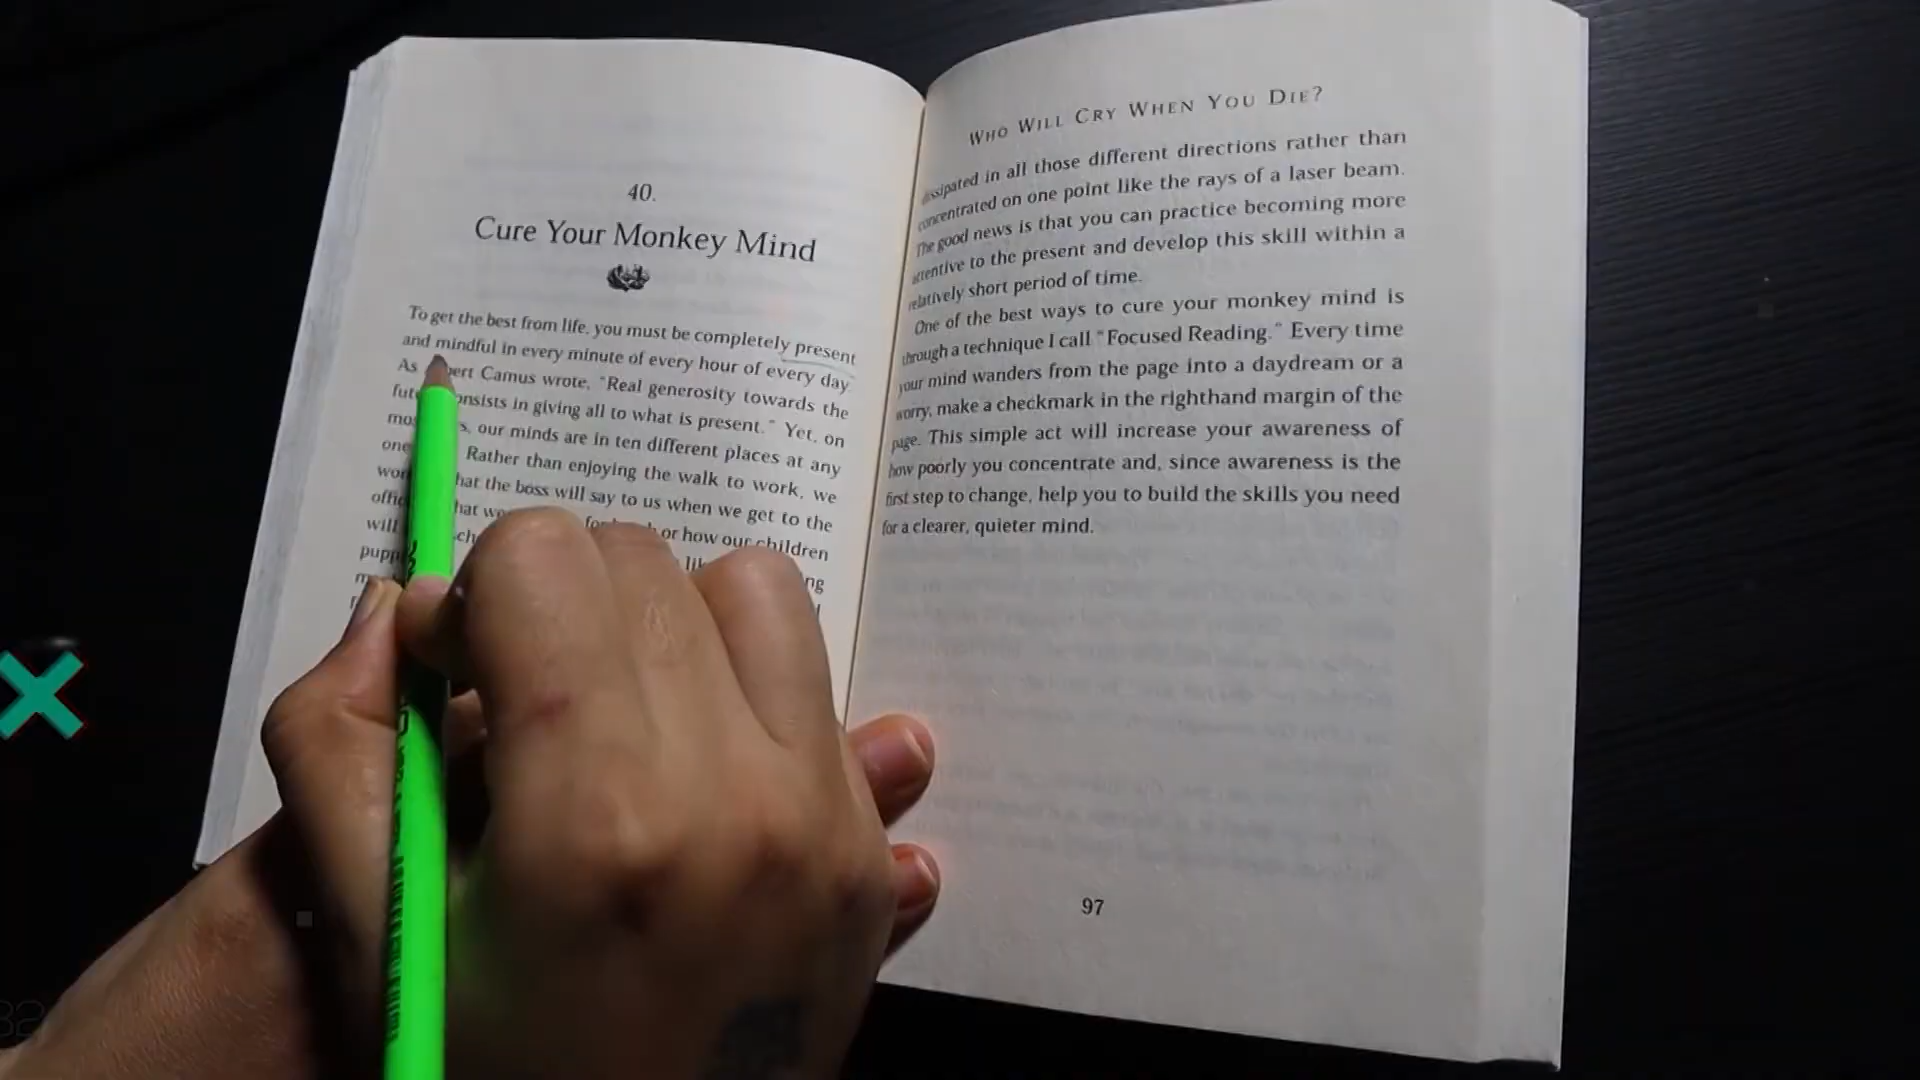 40.
Cure Your Monkey Mind
To get the best from life, you must be completely present
and mindful in every minute of every hour of every day.
As Camus wrote, "Real generosity towards the
in giving all to what is present." Yet, on
our minds are in ten different places at any
Rather than enjoying the walk to work, we
the boss will say to us when we get to the
or how our children
WHO WILL CRY WHEN YOU DIE?
dissipated in all those different directions rather than
concentrated on one point like the rays of a laser beam.
The good news is that you can practice becoming more
attentive to the present and develop this skill within a
relatively short period of time.
One of the best ways to cure your monkey mind is
through a technique I call "Focused Reading." Every time
your mind wanders from the page into a daydream or a
worry, make a checkmark in the righthand margin of the
page. This simple act will increase your awareness of
how poorly you concentrate and, since awareness is the
first step to change, help you to build the skills you need
for a clearer, quieter mind.
97